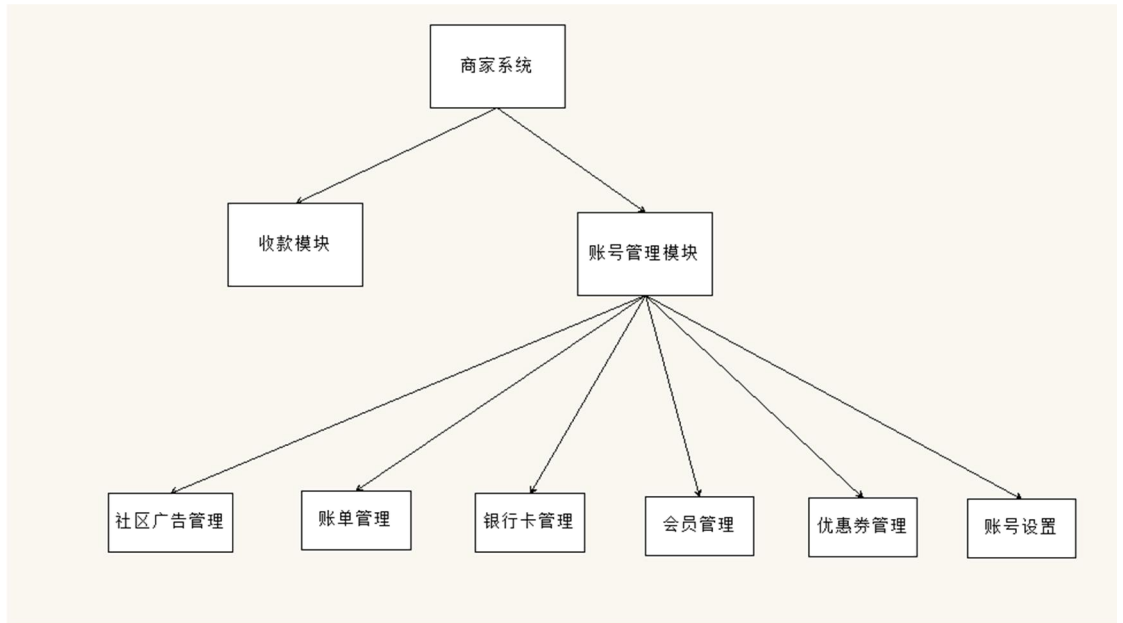 商家系统
收款模块
账号管理模块
社区广告管理
账单管理
银行卡管理
会员管理
优惠券管理
账号设置